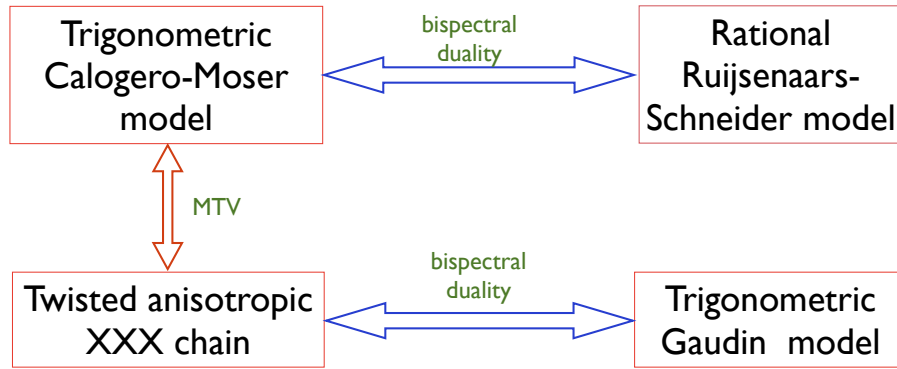 Trigonometric
Calogero-Moser
model
bispectral
duality
Rational
Ruijsenaars-
Schneider model
MTV
Twisted anisotropic
XXX chain
bispectral
duality
Trigonometric
Gaudin model